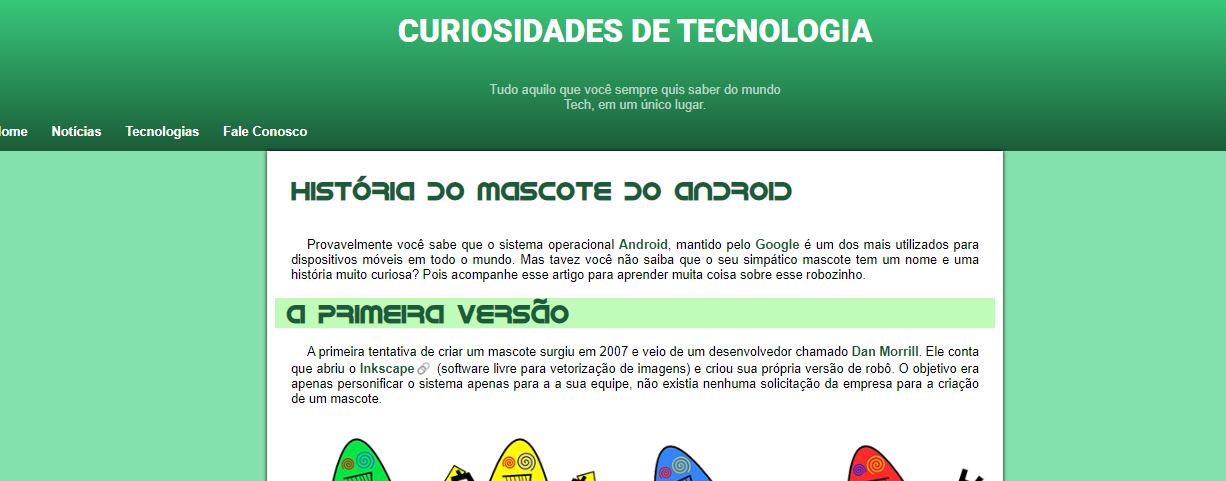 CURIOSIDADES DE TECNOLOGIA
Tudo aquilo que você sempre quis saber do mundo
Tech, em um único lugar.
ome Notícias Tecnologias Fale Conosco
HISTÓRIA DO MASCOTE DO ANDROID
Provavelmente você sabe que o sistema operacional Android, mantido pelo Google é um dos mais utilizados para
dispositivos móveis em todo o mundo. Mas tavez você não saiba que o seu simpático mascote tem um nome e uma
história muito curiosa? Pois acompanhe esse artigo para aprender muita coisa sobre esse robozinho.
A PRIMEIRA VERSÃO
A primeira tentativa de criar um mascote surgiu em 2007 e veio de um desenvolvedor chamado Dan Morrill. Ele conta
que abriu o Inkscape (software livre para vetorização de imagens) e criou sua própria versão de robô. O objetivo era
apenas personificar o sistema apenas para a a sua equipe, não existia nenhuma solicitação da empresa para a criação
de um mascote.